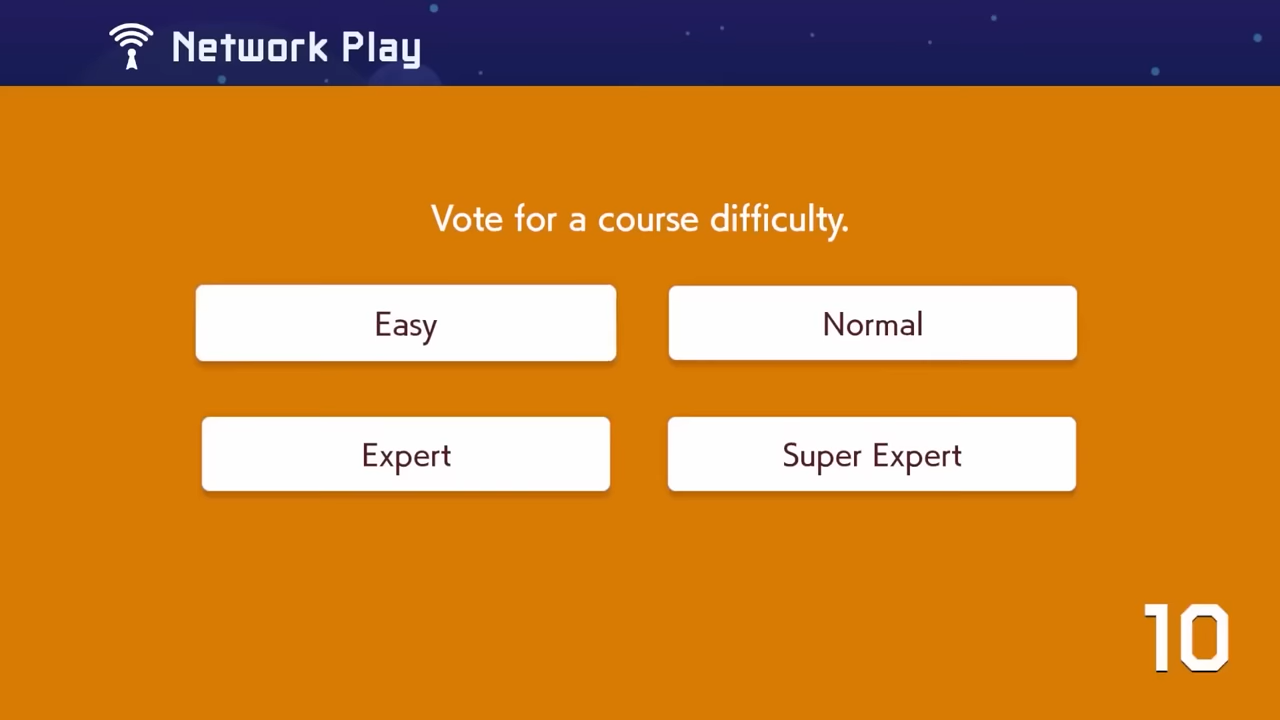 Network Play
Vote for a course difficulty.
Easy
Normal
Expert
Super Expert
10